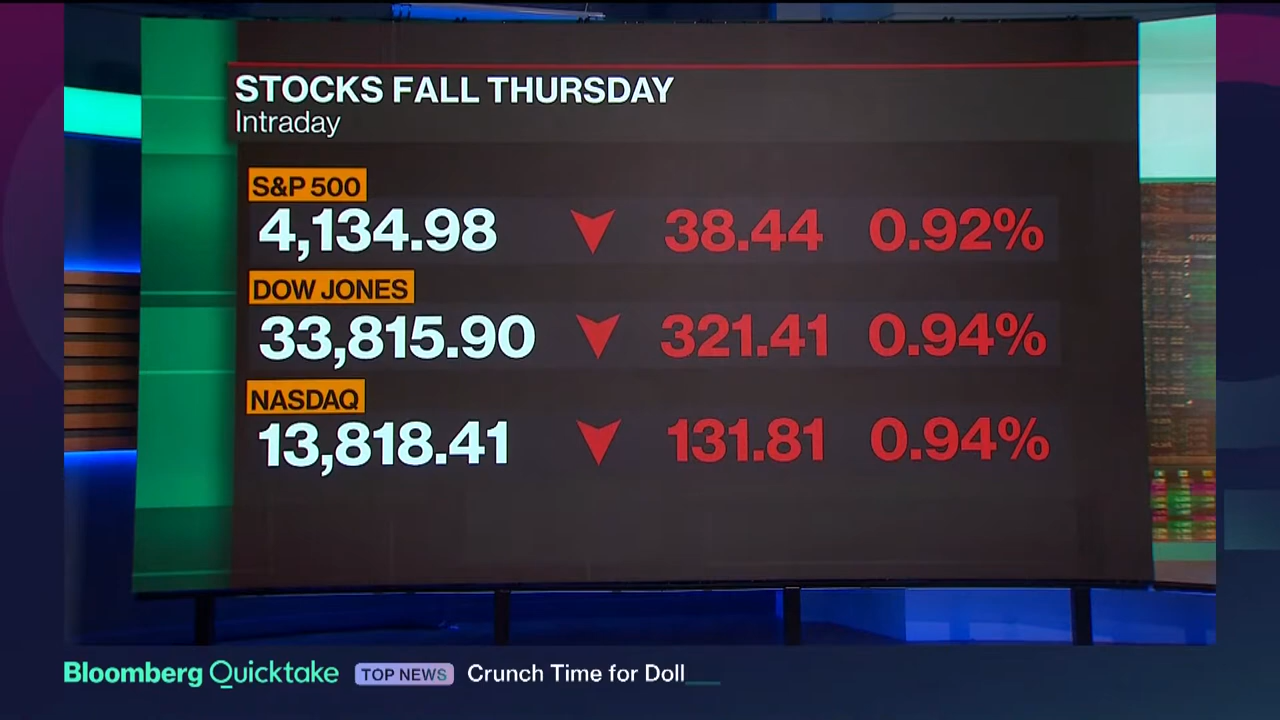 STOCKS FALL THURSDAY
Intraday
S&P 500
4,134.98 38.44 0.92%
DOW JONES
33,815.90 321.41 0.94%
NASDAQ
13,818.41 131.81 0.94%
Bloomberg Quicktake TOP NEWS Crunch Time for Doll__